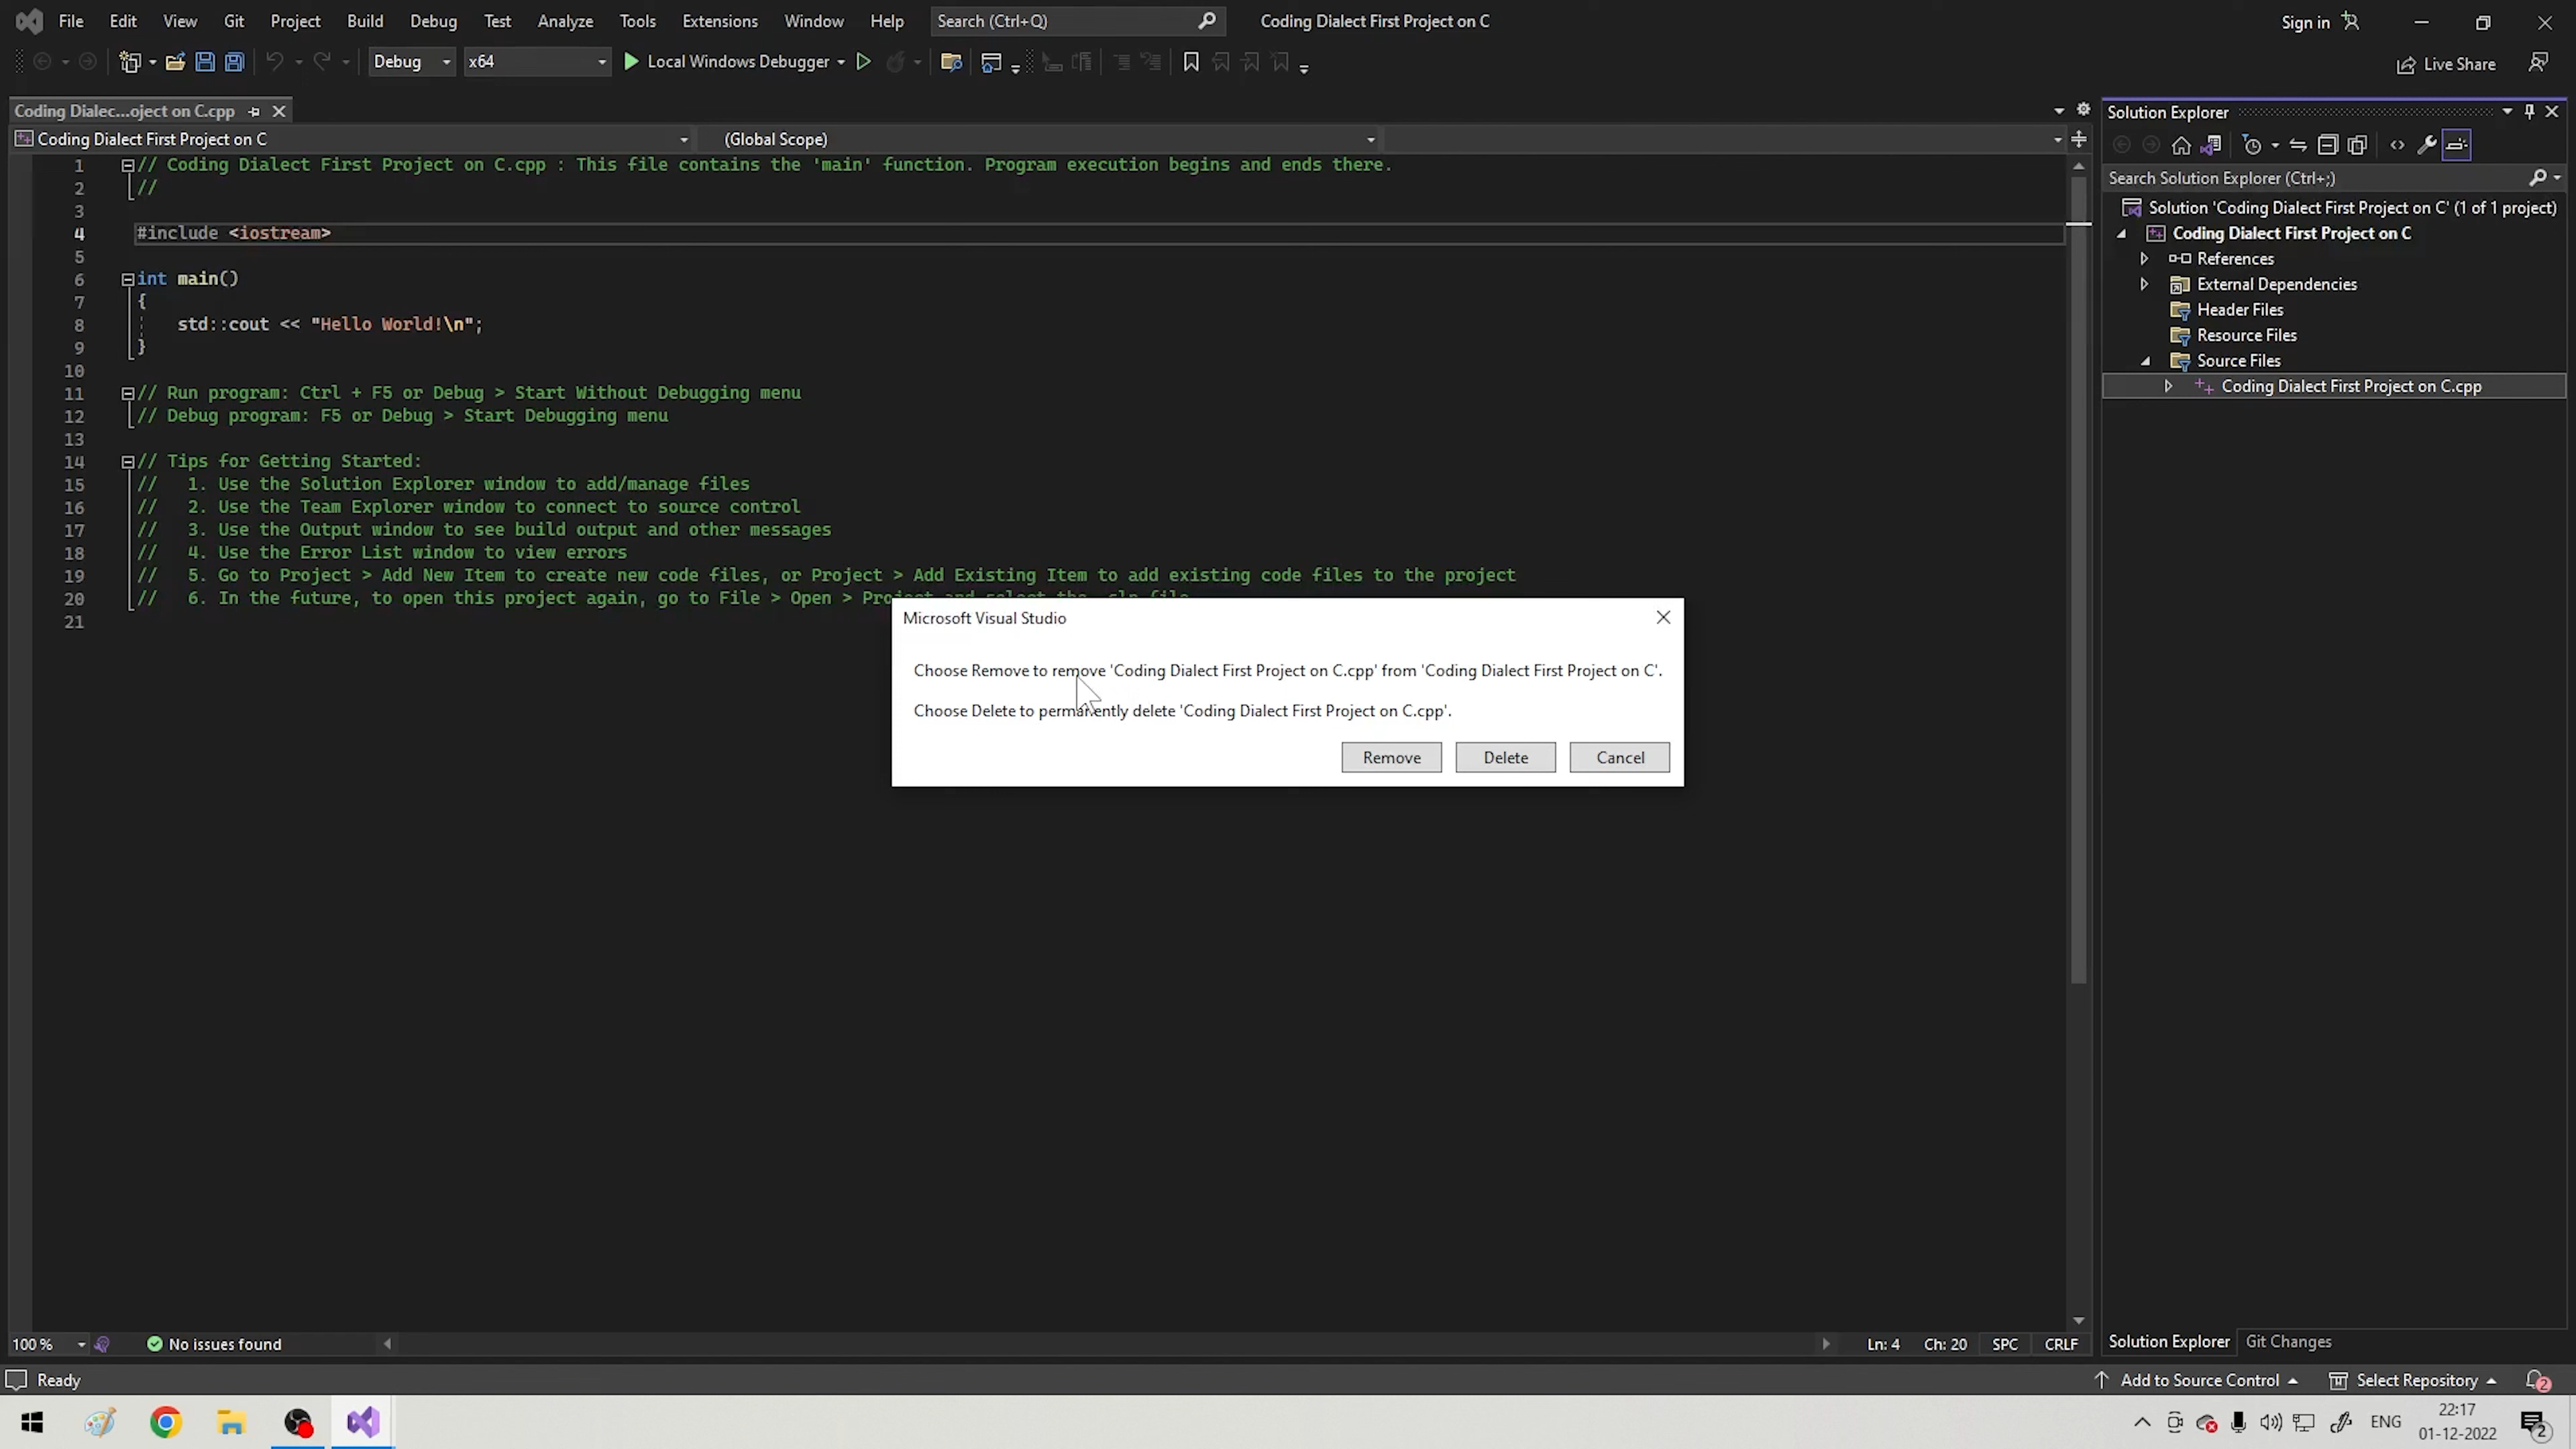 File Edit View Git Project Build Debug Test Analyze Tools Extensions Window Help Search (Ctrl+Q) Coding Dialect First Project on C Sign in
Debug x64 Local Windows Debugger Live Share
Coding Dialec...oject on C.cpp
Coding Dialect First Project on C (Global Scope)
1 // Coding Dialect First Project on C.cpp : This file contains the 'main' function. Program execution begins and ends there.
2 //
3
4 #include <iostream>
5
6 int main()
7 {
8 std::cout << "Hello World!\n";
9 }
10
11 // Run program: Ctrl + F5 or Debug > Start Without Debugging menu
12 // Debug program: F5 or Debug > Start Debugging menu
13
14 // Tips for Getting Started:
15 // 1. Use the Solution Explorer window to add/manage files
16 // 2. Use the Team Explorer window to connect to source control
17 // 3. Use the Output window to see build output and other messages
18 // 4. Use the Error List window to view errors
19 // 5. Go to Project > Add New Item to create new code files, or Project > Add Existing Item to add existing code files to the project
20 // 6. In the future, to open this project again, go to File > Open > Project and select the .sln file
21
Microsoft Visual Studio
Choose Remove to remove 'Coding Dialect First Project on C.cpp' from 'Coding Dialect First Project on C'.
Choose Delete to permanently delete 'Coding Dialect First Project on C.cpp'.
Remove Delete Cancel
Solution Explorer
Search Solution Explorer (Ctrl+;)
Solution 'Coding Dialect First Project on C' (1 of 1 project)
Coding Dialect First Project on C
References
External Dependencies
Header Files
Resource Files
Source Files
Coding Dialect First Project on C.cpp
Solution Explorer Git Changes
100 % No issues found Ln: 4 Ch: 20 SPC CRLF
Ready Add to Source Control Select Repository 2
ENG 22:17 2
01-12-2022